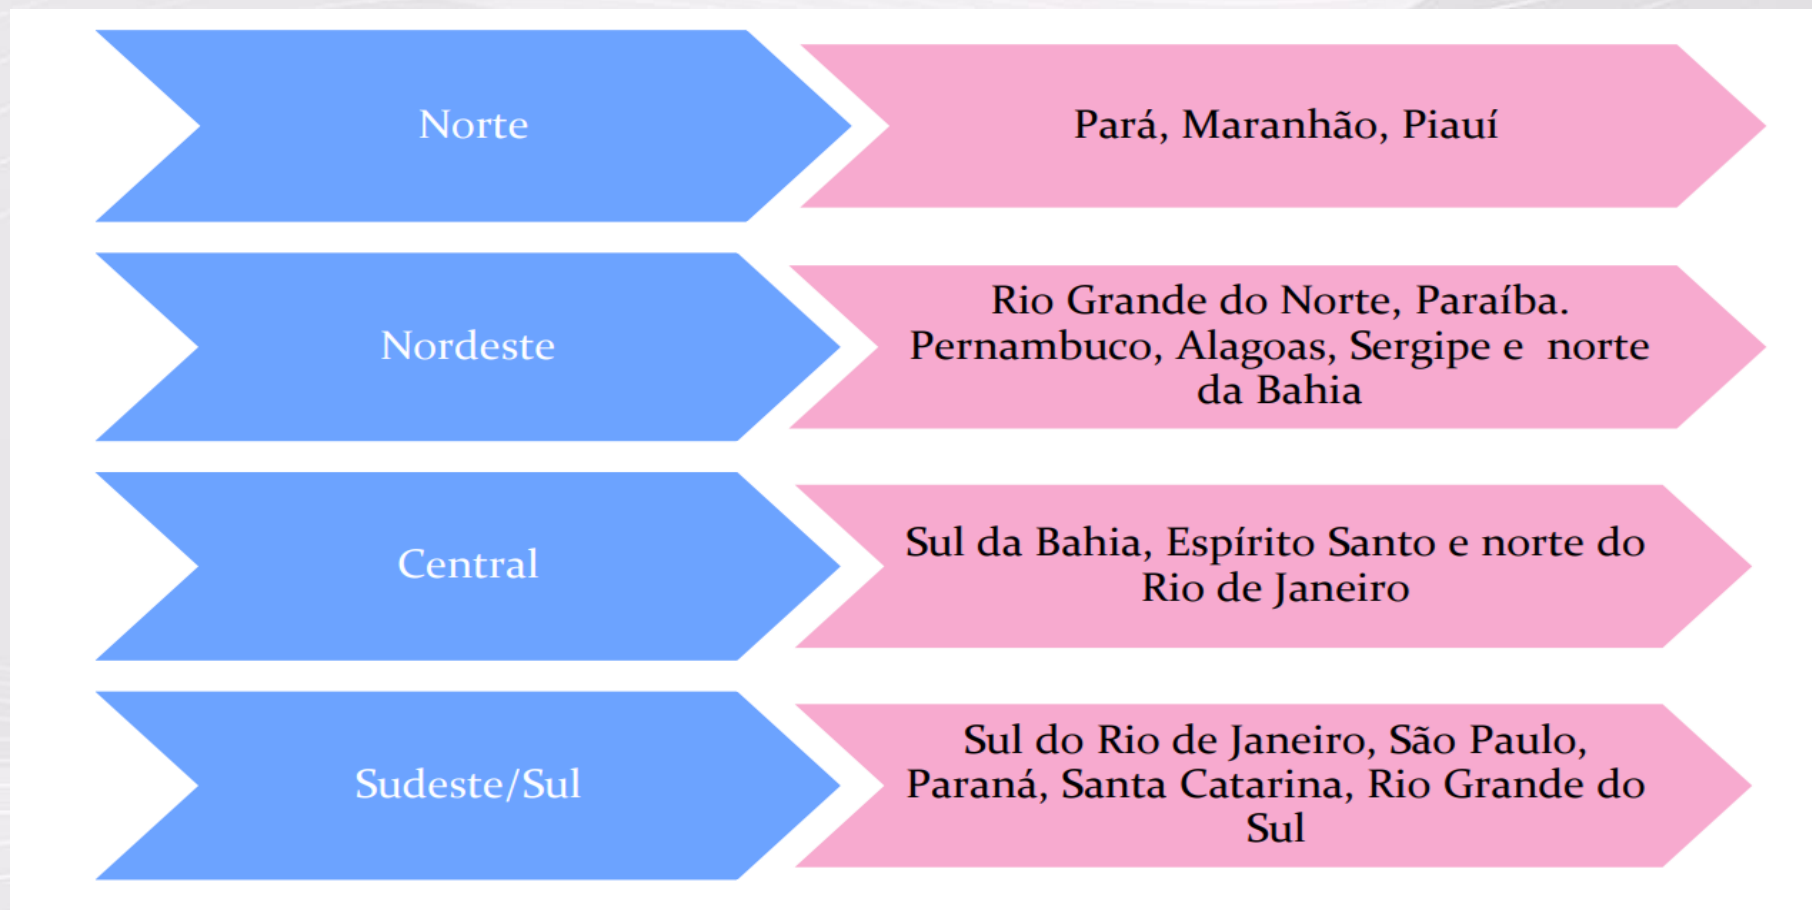 Norte
Pará, Maranhão, Piauí
Nordeste
Rio Grande do Norte, Paraíba.
Pernambuco, Alagoas, Sergipe e  norte
da Bahia
Central
Sul da Bahia, Espírito Santo e norte do
Rio de Janeiro
Sudeste/Sul
Sul do Rio de Janeiro, São Paulo,
Paraná, Santa Catarina, Rio Grande do
Sul